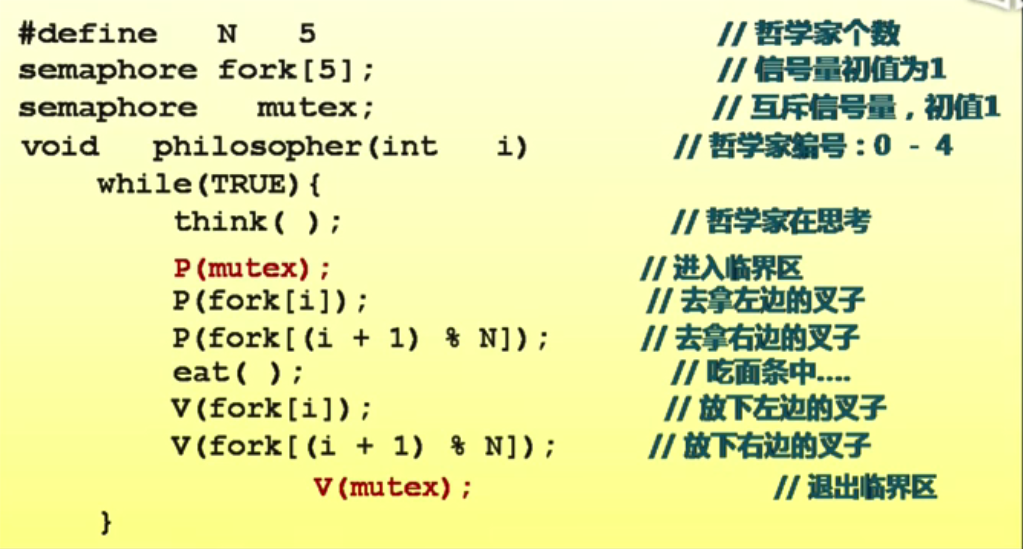 #define N 5 // 哲学家个数
semaphore fork[5]; // 信号量初值为1
semaphore mutex; // 互斥信号量，初值1
void philosopher(int i) // 哲学家编号：0 - 4
while(TRUE){
think( ); // 哲学家在思考
P(mutex); // 进入临界区
P(fork[i]); // 去拿左边的叉子
P(fork[(i + 1) % N]); // 去拿右边的叉子
eat( ); // 吃面条中....
V(fork[i]); // 放下左边的叉子
V(fork[(i + 1) % N]); // 放下右边的叉子
V(mutex); // 退出临界区
}